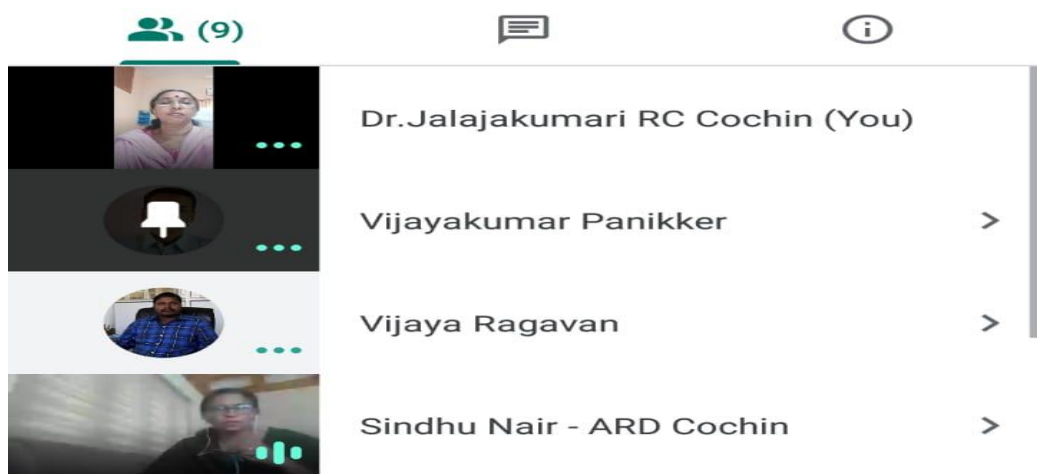 (9)
Dr.Jalajakumari RC Cochin (You)
Vijayakumar Panikker
Vijaya Ragavan
Sindhu Nair - ARD Cochin